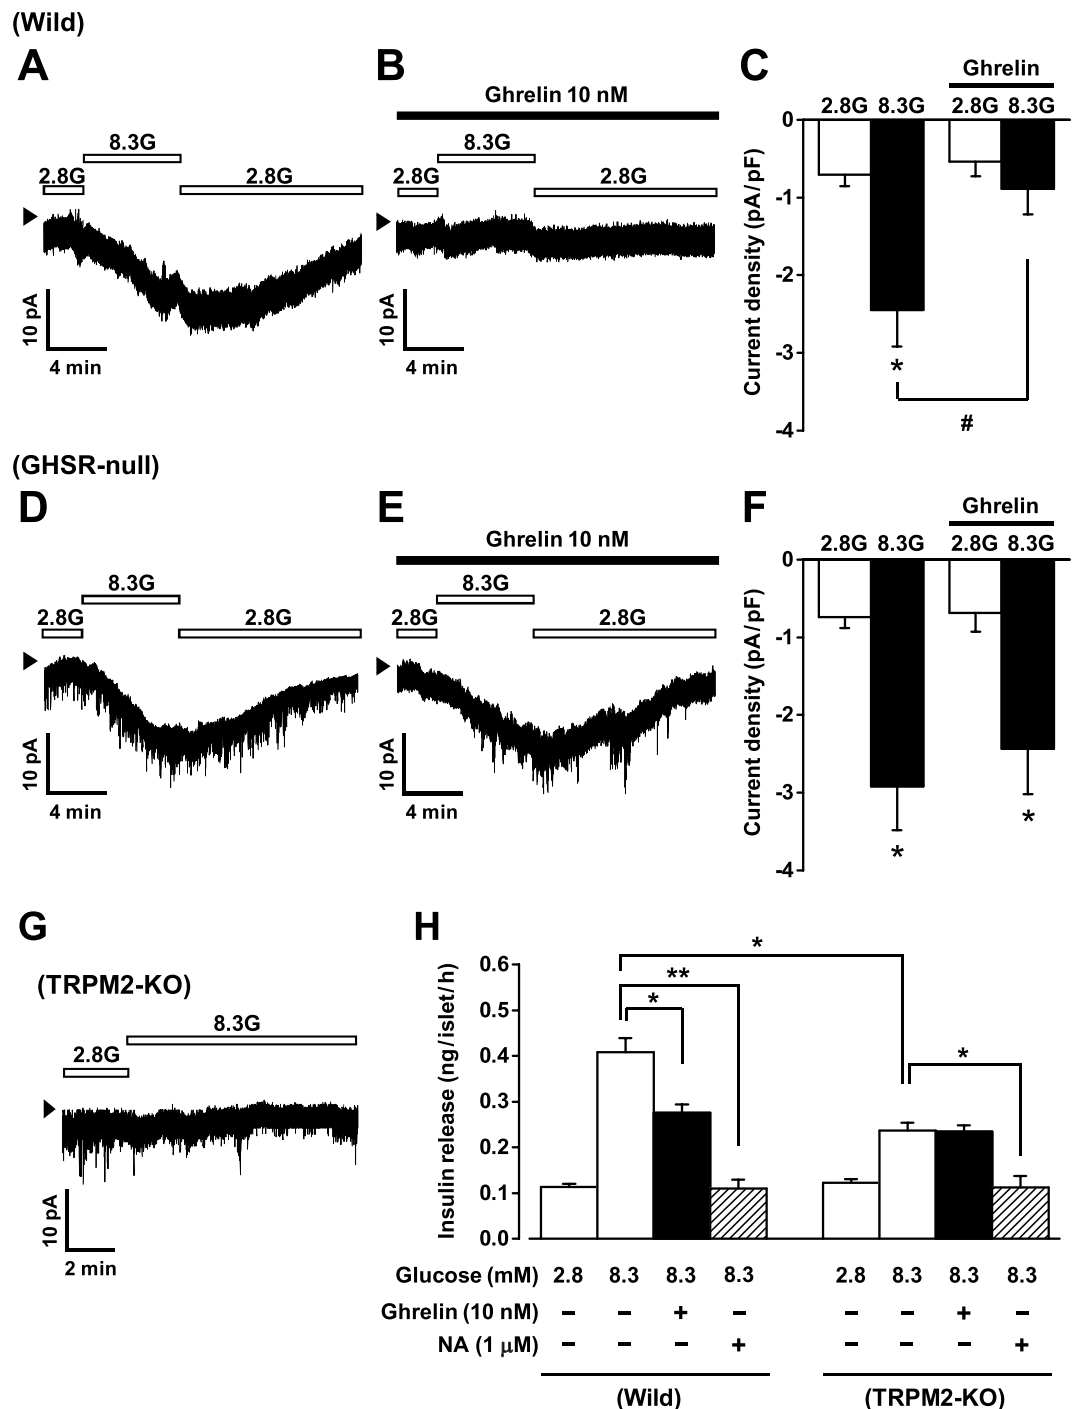 (Wild)
A
B
C
Ghrelin 10 nM
Ghrelin
8.3G
8.3G
2.8G
2.8G
2.8G
2.8G
2.8G 8.3G
2.8G 8.3G
0
-1
-2
-3
-4
Current density (pA/pF)
*
#
10 pA
4 min
10 pA
4 min
(GHSR-null)
D
E
F
Ghrelin 10 nM
Ghrelin
8.3G
8.3G
2.8G
2.8G
2.8G
2.8G
2.8G 8.3G
2.8G 8.3G
0
-1
-2
-3
-4
Current density (pA/pF)
*
*
10 pA
4 min
10 pA
4 min
G
(TRPM2-KO)
8.3G
2.8G
10 pA
2 min
H
Insulin release (ng/islet/h)
0.6
0.5
0.4
0.3
0.2
0.1
0.0
*
**
*
*
Glucose (mM) 2.8 8.3 8.3 8.3 2.8 8.3 8.3 8.3
Ghrelin (10 nM) – – + – – – + –
NA (1 μM) – – – + – – – +
(Wild)
(TRPM2-KO)